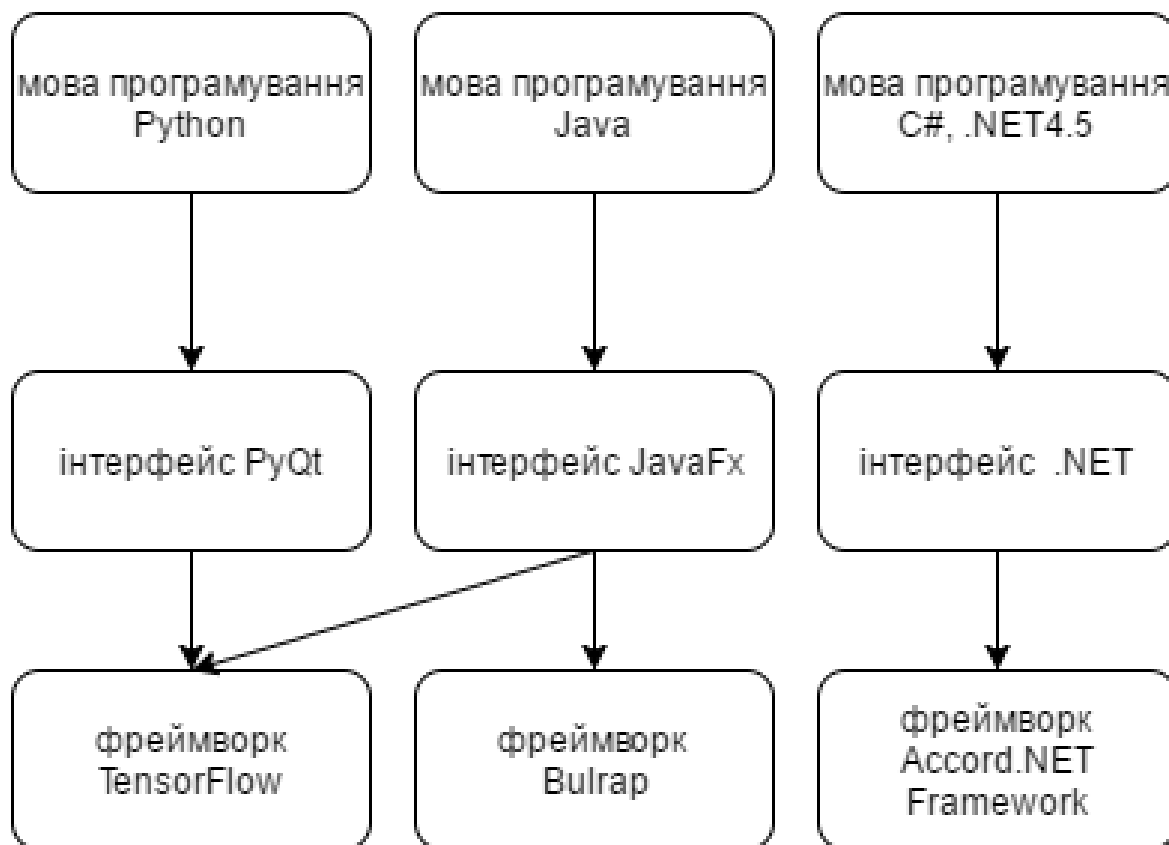 мова програмування
Python
мова програмування
Java
мова програмування
C#, .NET4.5
інтерфейс PyQt
інтерфейс JavaFx
інтерфейс .NET
фреймворк
TensorFlow
фреймворк
Bulrap
фреймворк
Accord.NET
Framework